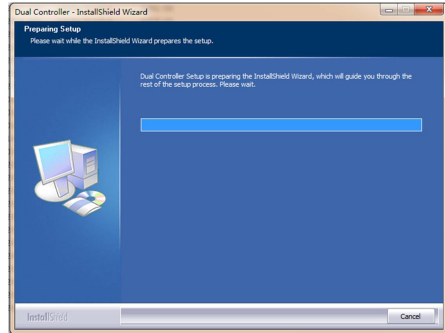 Dual Controller - InstallShield Wizard
Preparing Setup
Please wait while the InstallShield Wizard prepares the setup.
Dual Controller Setup is preparing the InstallShield Wizard, which will guide you through the
rest of the setup process. Please wait.
InstallShield
Cancel